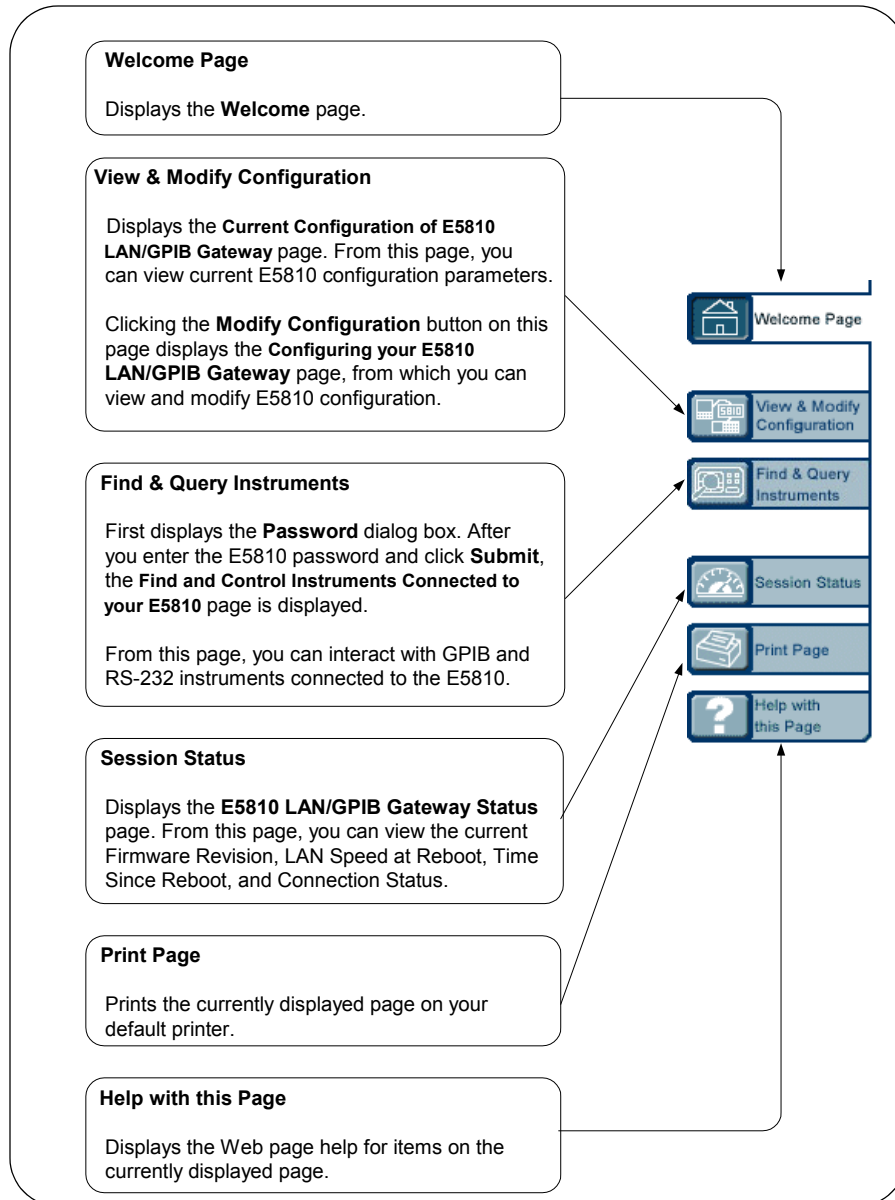 Welcome Page
Displays the Welcome page.
View & Modify Configuration
Displays the Current Configuration of E5810
LAN/GPIB Gateway page. From this page, you
can view current E5810 configuration parameters.
Clicking the Modify Configuration button on this
page displays the Configuring your E5810
LAN/GPIB Gateway page, from which you can
view and modify E5810 configuration.
Find & Query Instruments
First displays the Password dialog box. After
you enter the E5810 password and click Submit,
the Find and Control Instruments Connected to
your E5810 page is displayed.
From this page, you can interact with GPIB and
RS-232 instruments connected to the E5810.
Session Status
Displays the E5810 LAN/GPIB Gateway Status
page. From this page, you can view the current
Firmware Revision, LAN Speed at Reboot, Time
Since Reboot, and Connection Status.
Print Page
Prints the currently displayed page on your
default printer.
Help with this Page
Displays the Web page help for items on the
currently displayed page.
Welcome Page
5810
View & Modify
Configuration
Find & Query
Instruments
Session Status
Print Page
?
Help with
this Page